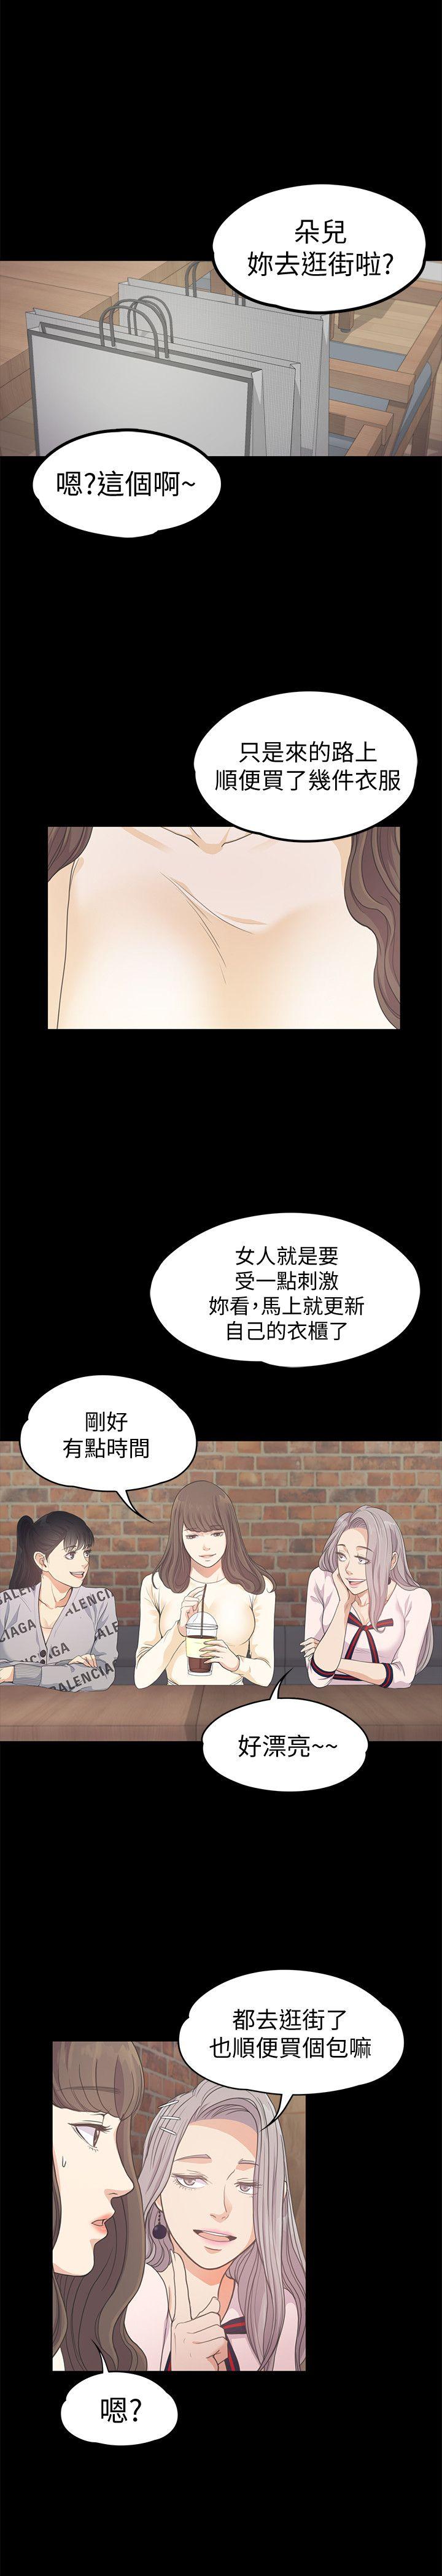 朵兒
妳去逛街啦?
嗯?這個啊~
只是來的路上
順便買了幾件衣服
女人就是要
受一點刺激
妳看,馬上就更新
自己的衣櫃了
剛好
有點時間
BALENCIAGA
BALENCIAGA
BALENCIA
好漂亮~~
都去逛街了
也順便買個包嘛
嗯?